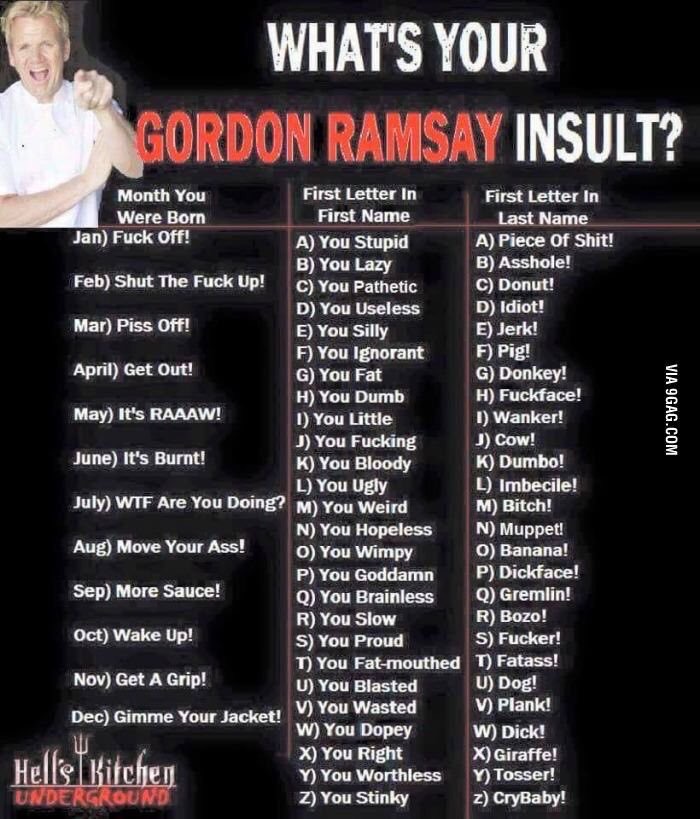 WHAT'S YOUR
GORDON RAMSAY INSULT?
Month You
Were Born
Jan) Fuck Off!
Feb) Shut The Fuck Up!
Mar) Piss Off!
April) Get Out!
May) It's RAAAW!
June) It's Burnt!
July) WTF Are You Doing?
Aug) Move Your Ass!
Sep) More Sauce!
Oct) Wake Up!
Nov) Get A Grip!
Dec) Gimme Your Jacket!
First Letter In
First Name
A) You Stupid
B) You Lazy
C) You Pathetic
D) You Useless
E) You Silly
F) You Ignorant
G) You Fat
H) You Dumb
I) You Little
J) You Fucking
K) You Bloody
L) You Ugly
M) You Weird
N) You Hopeless
O) You Wimpy
P) You Goddamn
Q) You Brainless
R) You Slow
S) You Proud
T) You Fat-mouthed
U) You Blasted
V) You Wasted
W) You Dopey
X) You Right
Y) You Worthless
Z) You Stinky
First Letter In
Last Name
A) Piece Of Shit!
B) Asshole!
C) Donut!
D) Idiot!
E) Jerk!
F) Pig!
G) Donkey!
H) Fuckface!
I) Wanker!
J) Cow!
K) Dumbo!
L) Imbecile!
M) Bitch!
N) Muppet!
O) Banana!
P) Dickface!
Q) Gremlin!
R) Bozo!
S) Fucker!
T) Fatass!
U) Dog!
V) Plank!
W) Dick!
X) Giraffe!
Y) Tosser!
z) CryBaby!
Hell's Kitchen
UNDERGROUND
VIA 9GAG.COM